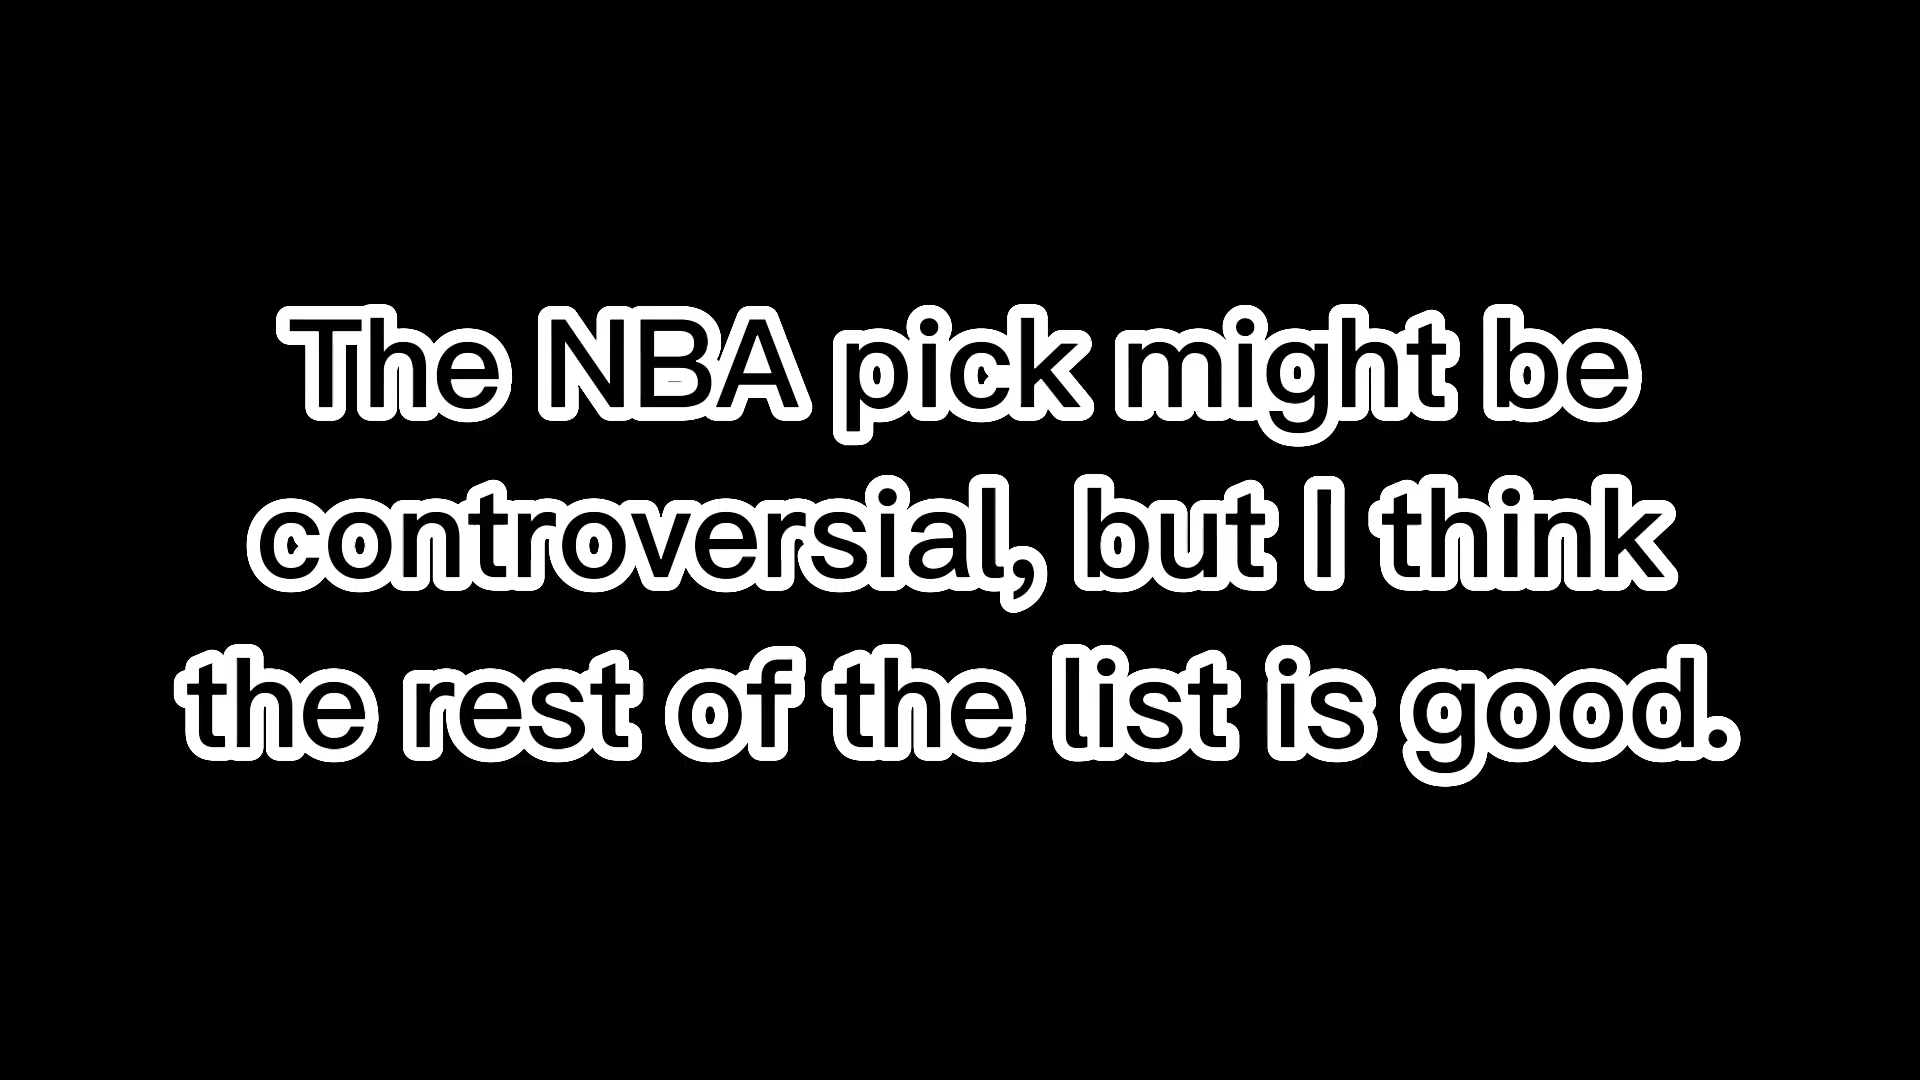 The NBA pick might be
controversial, but I think
the rest of the list is good.